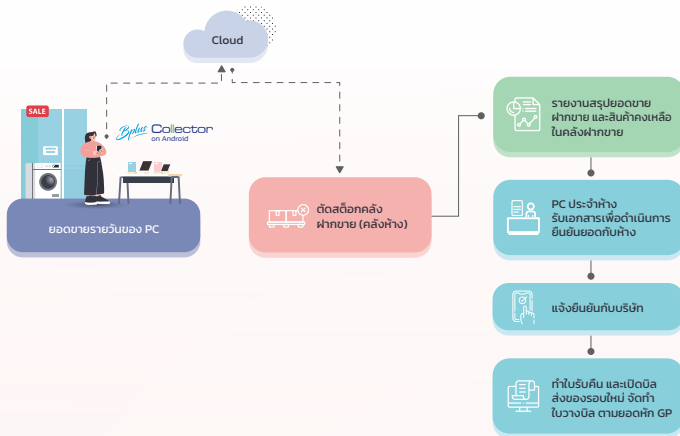 Cloud
SALE
Bplus Collector
on Android
ยอดขายรายวันของ PC
ตัดสต็อกคลัง
ฝากขาย (คลังห้าง)
รายงานสรุปยอดขาย
ฝากขาย และสินค้าคงเหลือ
ในคลังฝากขาย
PC ประจำห้าง
รับเอกสารเพื่อดำเนินการ
ยืนยันยอดกับห้าง
แจ้งยืนยันกับบริษัท
ทำใบรับคืน และเปิดบิล
ส่งของรอบใหม่ จัดทำ
ใบวางบิล ตามยอดหัก GP